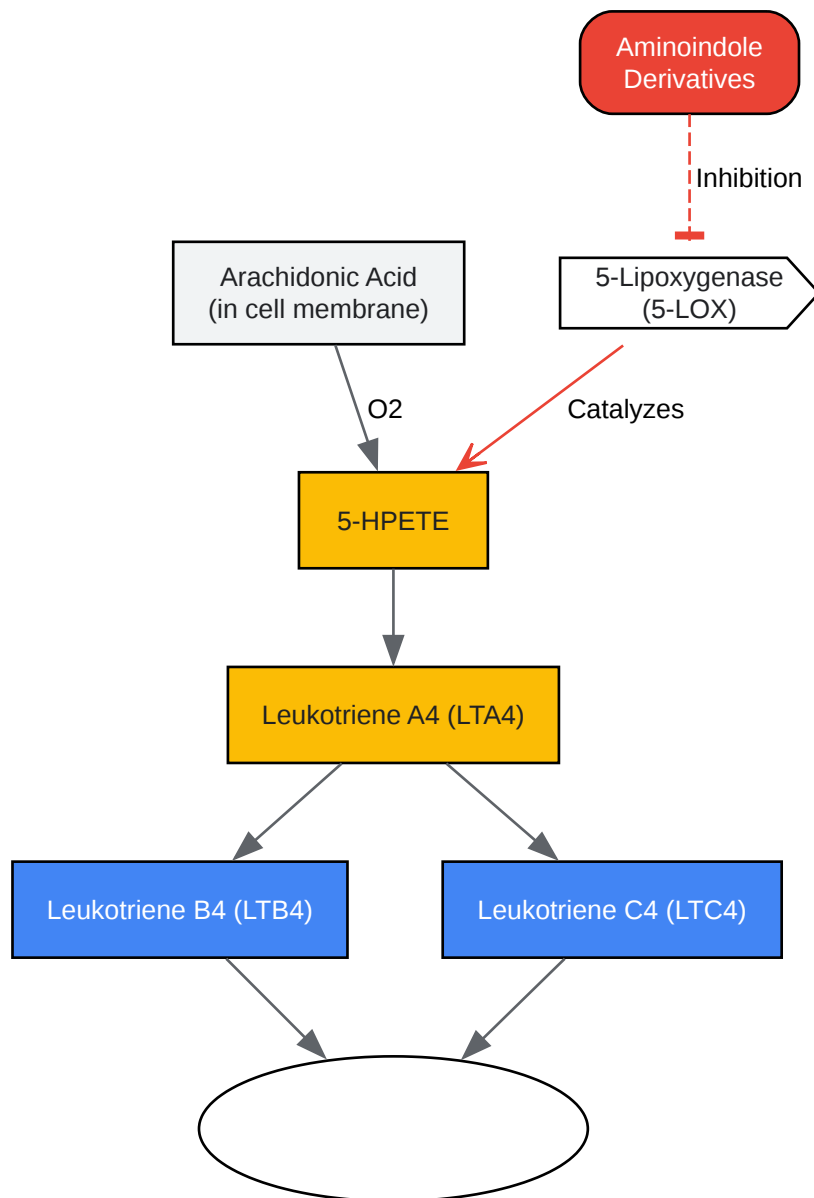 Aminoindole
Derivatives
Inhibition
Arachidonic Acid
(in cell membrane)
5-Lipoxygenase
(5-LOX)
O2
Catalyzes
5-HPETE
Leukotriene A4 (LTA4)
Leukotriene B4 (LTB4)
Leukotriene C4 (LTC4)